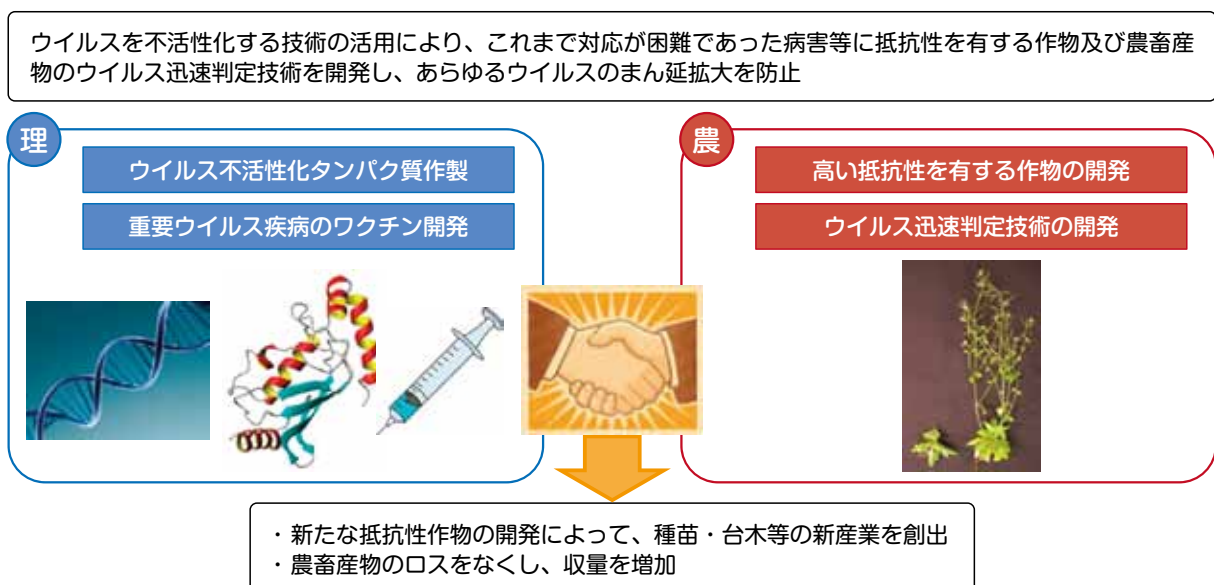 ウイルスを不活性化する技術の活用により、これまで対応が困難であった病害等に抵抗性を有する作物及び農畜産
物のウイルス迅速判定技術を開発し、あらゆるウイルスのまん延拡大を防止
理
ウイルス不活性化タンパク質作製
重要ウイルス疾病のワクチン開発
農
高い抵抗性を有する作物の開発
ウイルス迅速判定技術の開発
・新たな抵抗性作物の開発によって、種苗・台木等の新産業を創出
・農畜産物のロスをなくし、収量を増加